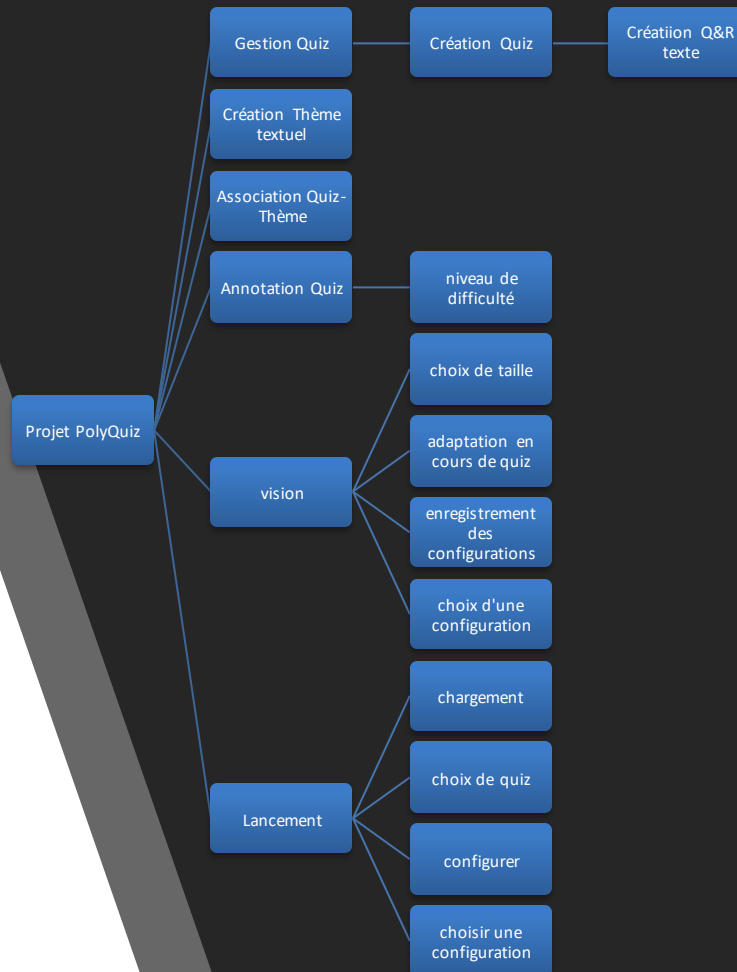 Gestion Quiz
Création Quiz
Créatiion Q&R
texte
Création Thème
textuel
Association Quiz-
Thème
Annotation Quiz
niveau de
difficulté
choix de taille
Projet PolyQuiz
adaptation en
cours de quiz
vision
enregistrement
des
configurations
choix d'une
configuration
chargement
choix de quiz
Lancement
configurer
choisir une
configuration